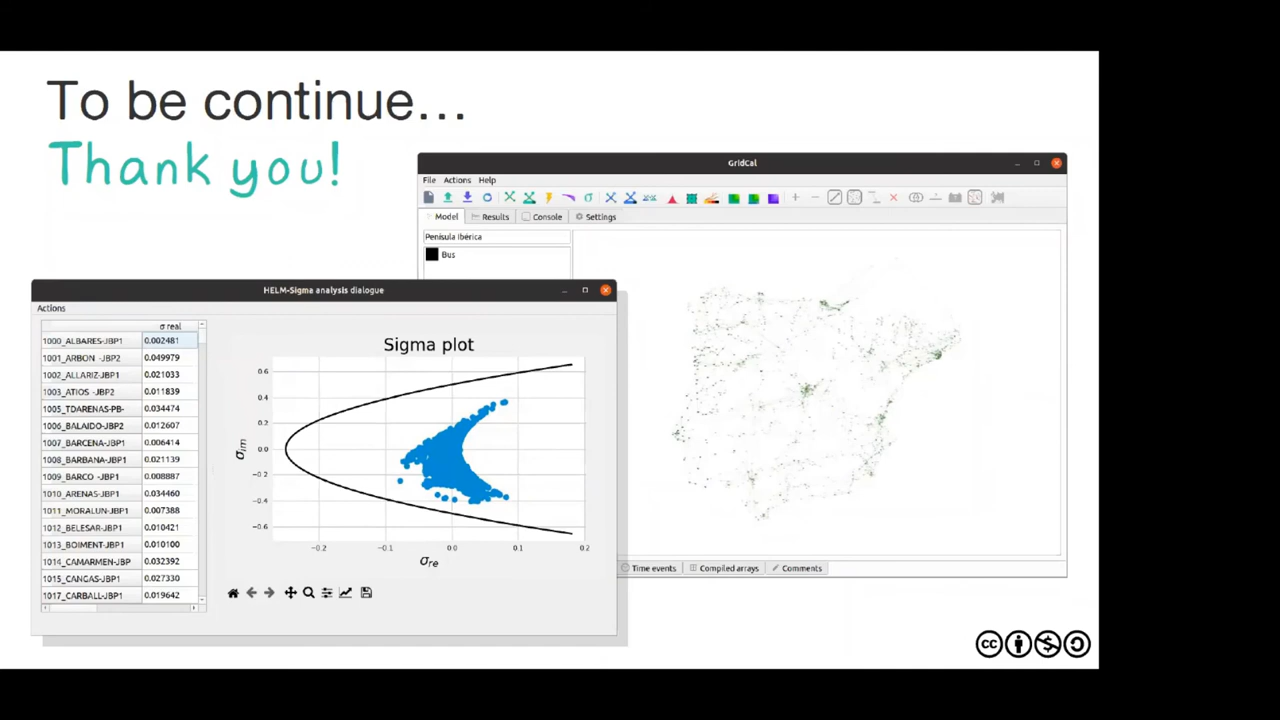 To be continue...
Thank you!
GridCal
File Actions Help
Model Results Console Settings
Penísula Ibérica
Bus
HELM-Sigma analysis dialogue
Actions
σ real
1000_ALBARES-JBP1 0.002481
1001_ARBON -JBP2 0.049979
1002_ALLARIZ-JBP1 0.021033
1003_ATIOS -JBP2 0.011839
1005_TDARENAS-PB- 0.034474
1006_BALAIDO-JBP2 0.012607
1007_BARCENA-JBP1 0.006414
1008_BARBANA-JBP1 0.021139
1009_BARCO -JBP1 0.008887
1010_ARENAS-JBP1 0.034460
1011_MORALUN-JBP1 0.007388
1012_BELESAR-JBP1 0.010421
1013_BOIMENT-JBP1 0.010100
1014_CAMARMEN-JBP 0.032392
1015_CANGAS-JBP1 0.027330
1017_CARBALL-JBP1 0.019642
Sigma plot
0.6
0.4
0.2
0.0
−0.2
−0.4
−0.6
σim
−0.2 −0.1 0.0 0.1 0.2
σre
Time events Compiled arrays Comments
cc